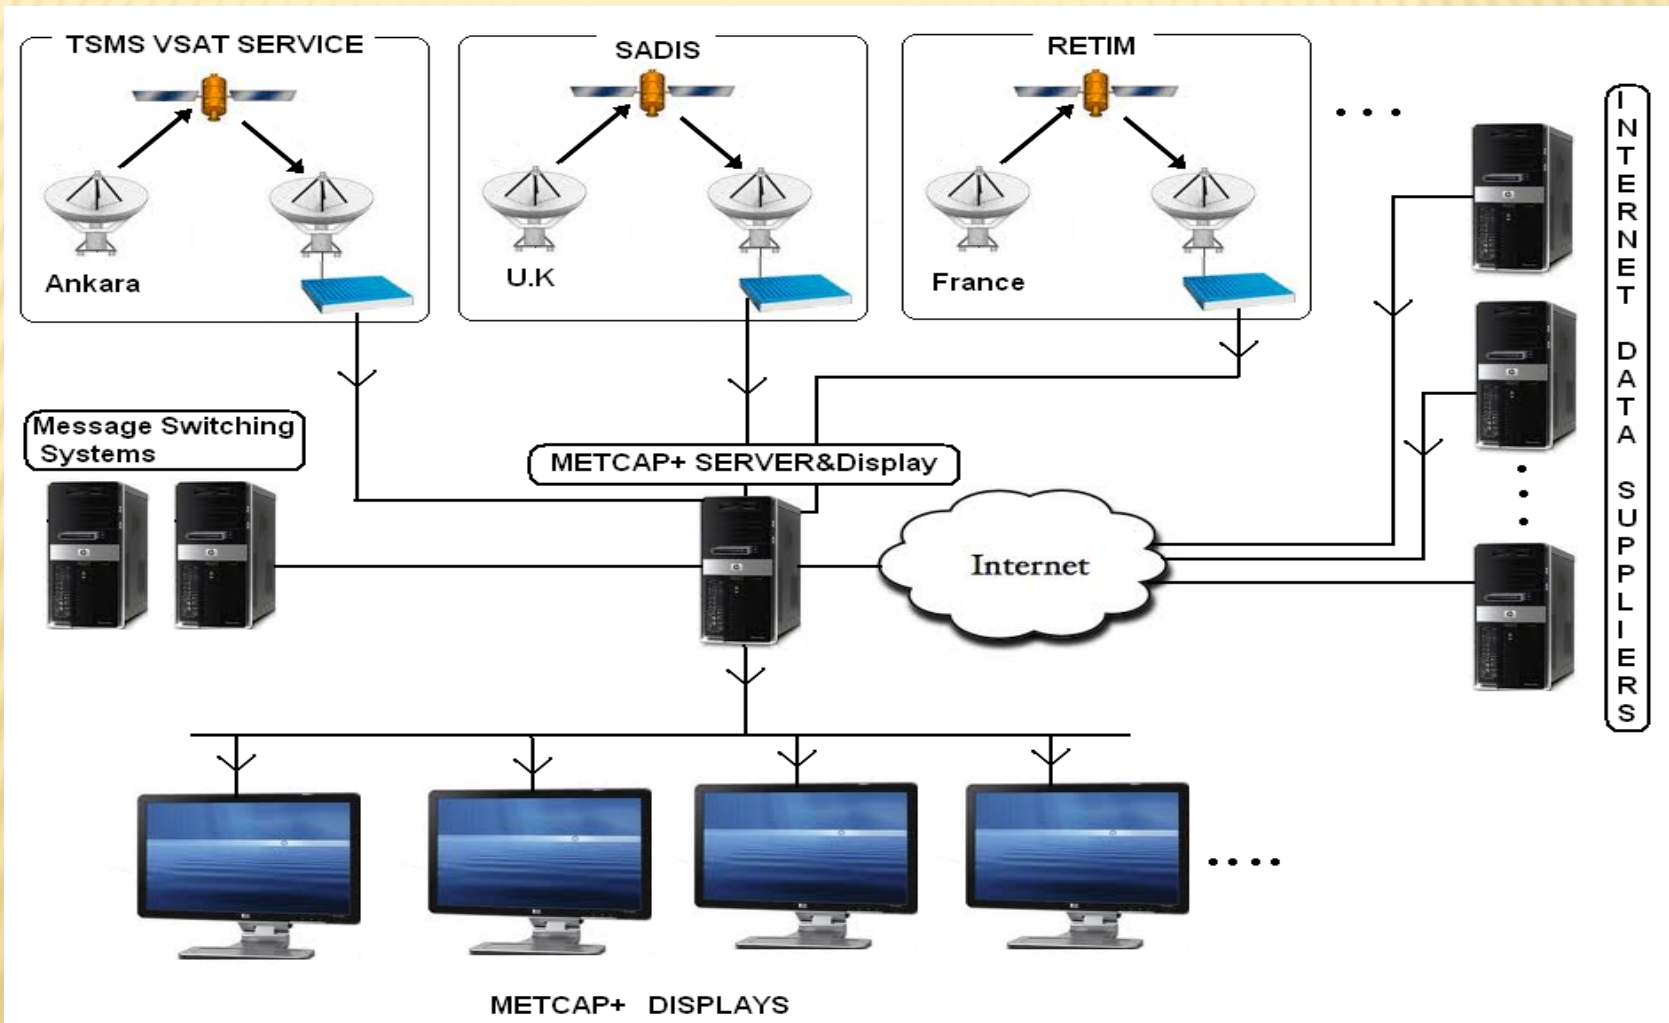 TSMS VSAT SERVICE
SADIS
RETIM
Ankara
U.K
France
Message Switching
Systems
METCAP+ SERVER&Display
Internet
INTERNET DATA SUPPLIERS
METCAP+ DISPLAYS